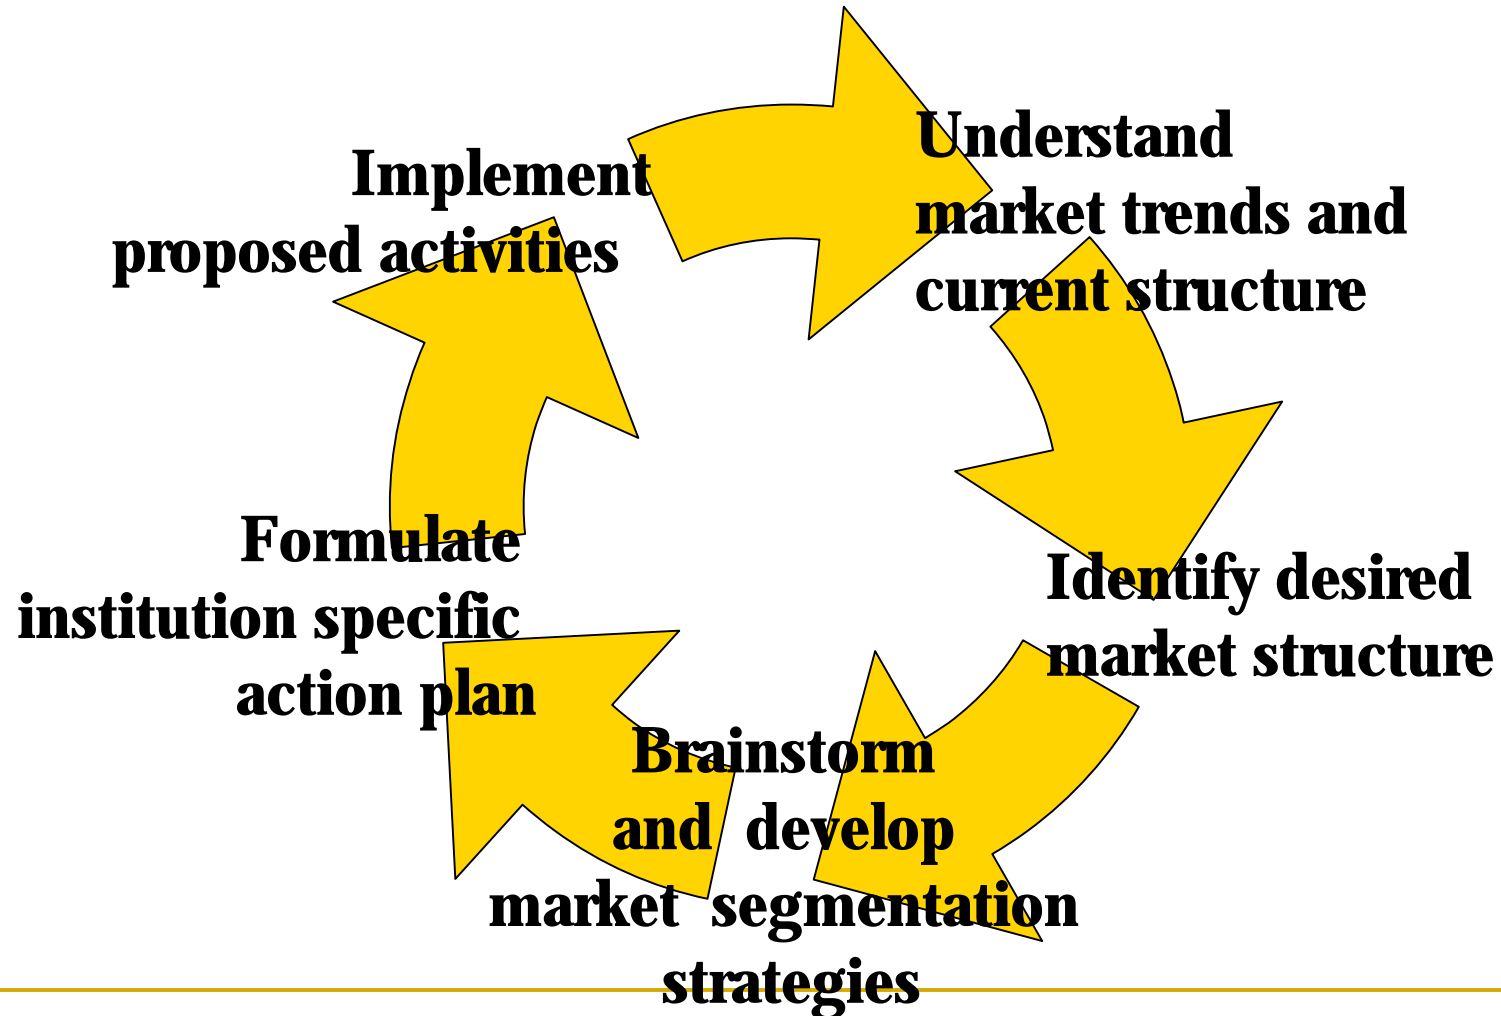 Understand
market trends and
current structure
Identify desired
market structure
Brainstorm
and develop
market segmentation
strategies
Formulate
institution specific
action plan
Implement
proposed activities